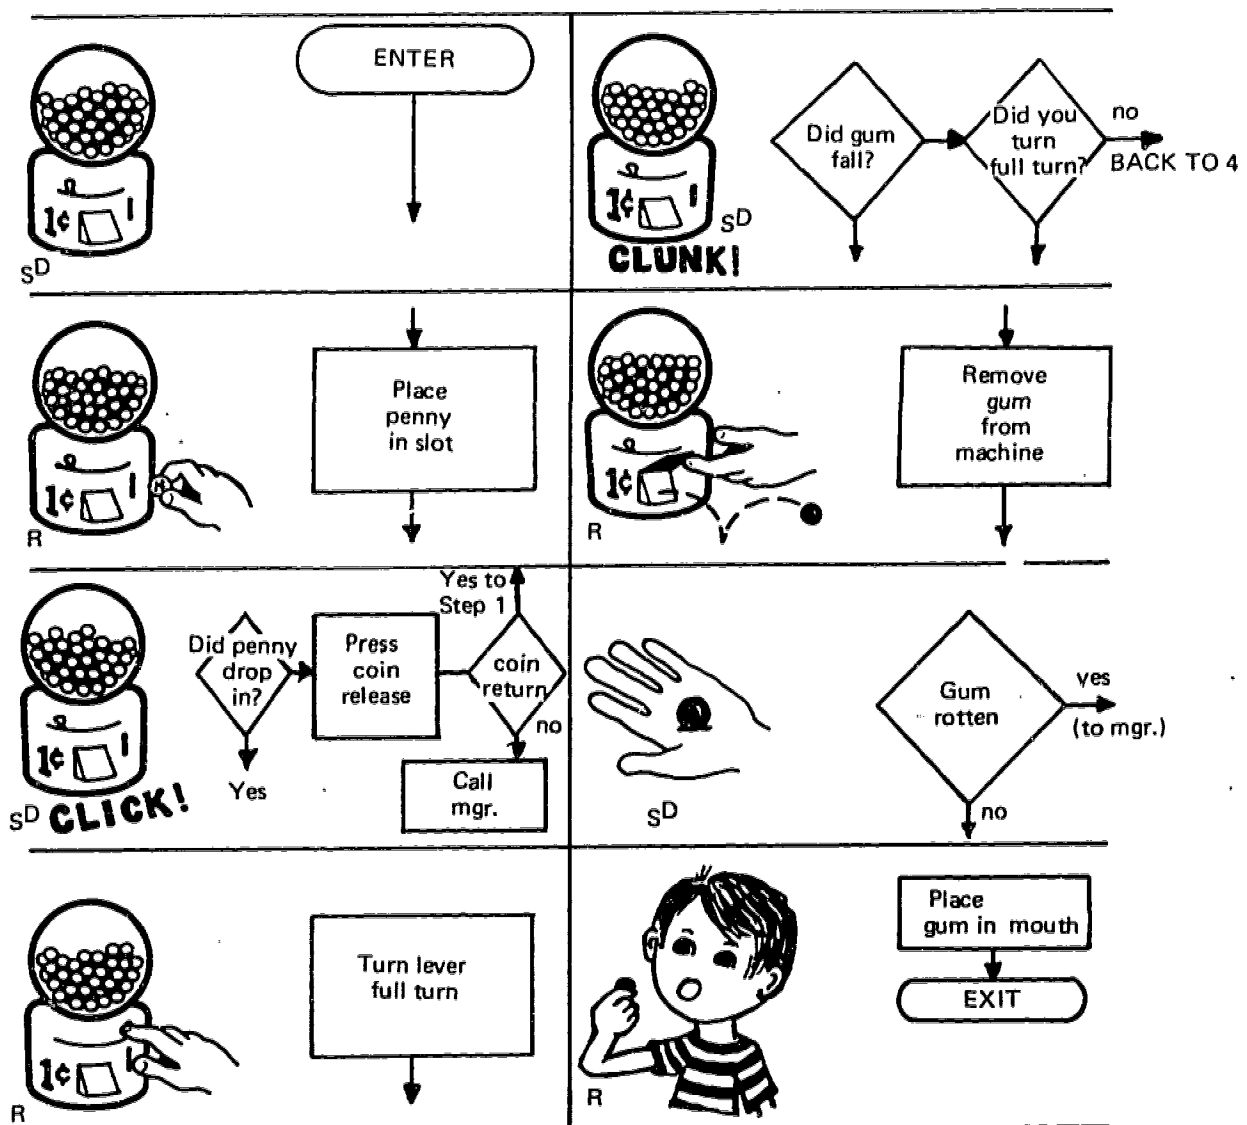 ENTER
1¢
S^D
Place
penny
in slot
1¢
R
Did penny
drop
in?
Yes
Press
coin
release
Yes to
Step 1
coin
return
no
Call
mgr.
1¢
S^D CLICK!
Turn lever
full turn
1¢
R
Did gum
fall?
Did you
turn
full turn?
no
BACK TO 4
1¢
S^D
CLUNK!
Remove
gum
from
machine
1¢
R
Gum
rotten
yes
(to mgr.)
no
S^D
Place
gum in mouth
EXIT
R